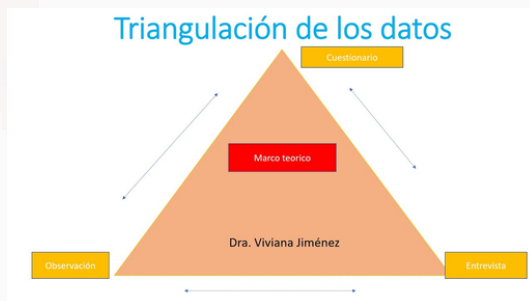 Triangulación de los datos
Cuestionario
Marco teorico
Dra. Viviana Jiménez
Observación
Entrevista